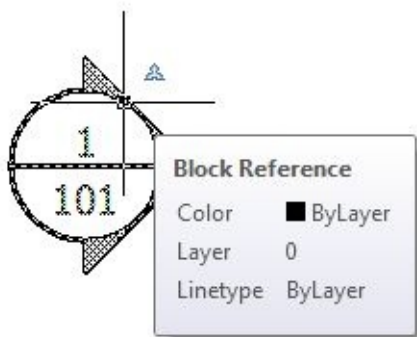 1
101
Block Reference
Color ByLayer
Layer 0
Linetype ByLayer